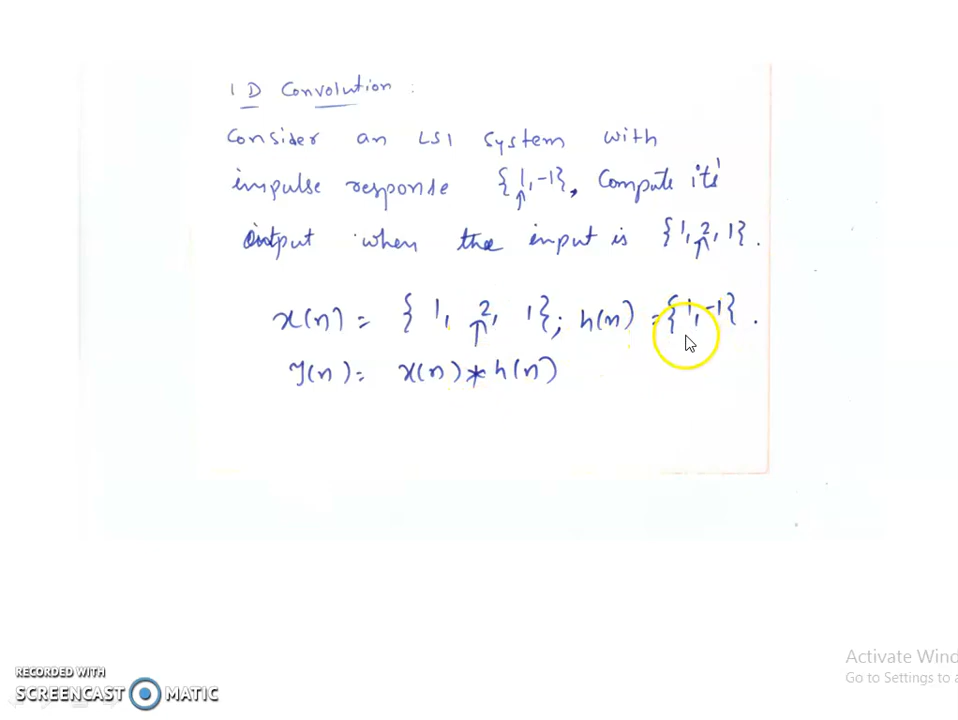 1 D Convolution :
Consider an LSI System with
impulse response {1, -1}, Compute its'
output when the input is {1, 2, 1}.
↑
x(n) = { 1, 2, 1}; h(n) = {1, -1}.
↑
y(n) = x(n) * h(n)
Activate Wind
Go to Settings to a
RECORDED WITH
SCREENCAST MATIC